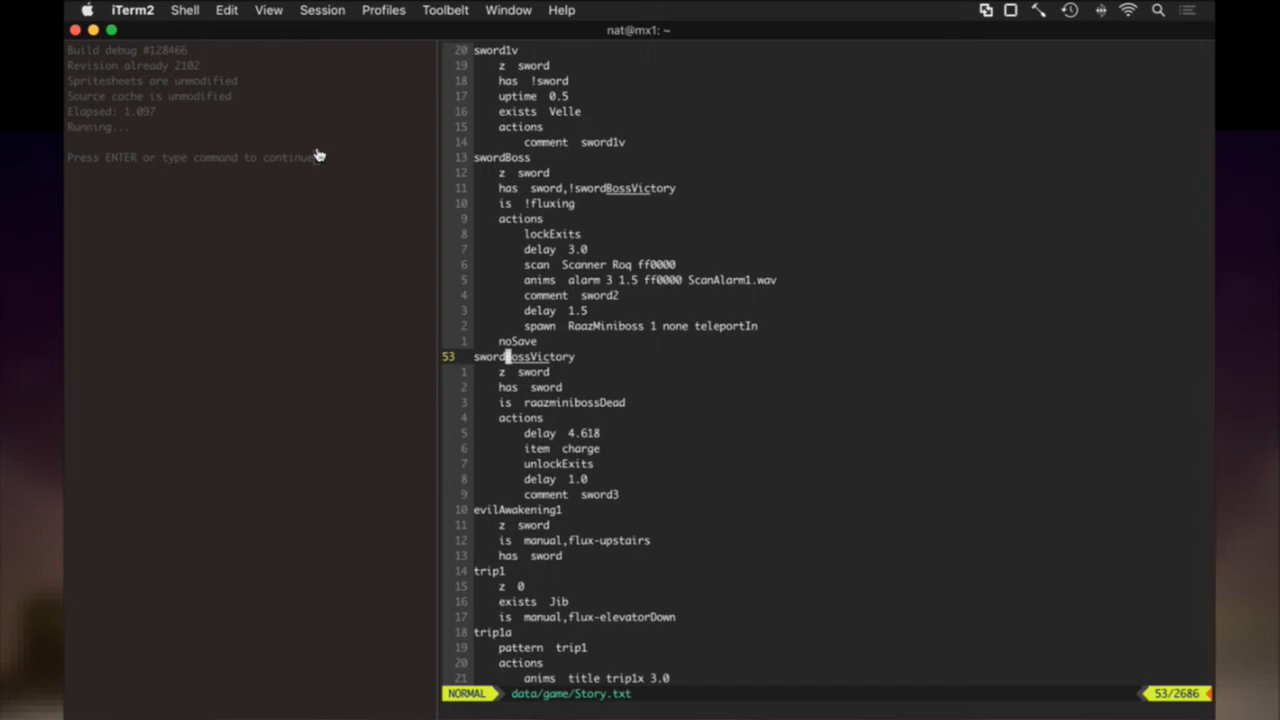 iTerm2 Shell Edit View Session Profiles Toolbelt Window Help
nat@mx1: ~
Build debug #128466
Revision already 2102
Spritesheets are unmodified
Source cache is unmodified
Elapsed: 1.097
Running...
Press ENTER or type command to continue
20 sword1v
19 z sword
18 has !sword
17 uptime 0.5
16 exists Velle
15 actions
14 comment sword1v
13 swordBoss
12 z sword
11 has sword,!swordBossVictory
10 is !fluxing
9 actions
8 lockExits
7 delay 3.0
6 scan Scanner Roq ff0000
5 anims alarm 3 1.5 ff0000 ScanAlarm1.wav
4 comment sword2
3 delay 1.5
2 spawn RaazMiniboss 1 none teleportIn
1 noSave
53 swordBossVictory
1 z sword
2 has sword
3 is raazminibossDead
4 actions
5 delay 4.618
6 item charge
7 unlockExits
8 delay 1.0
9 comment sword3
10 evilAwakening1
11 z sword
12 is manual,flux-upstairs
13 has sword
14 trip1
15 z 0
16 exists Jib
17 is manual,flux-elevatorDown
18 trip1a
19 pattern trip1
20 actions
21 anims title trip1x 3.0
NORMAL data/game/Story.txt 53/2686